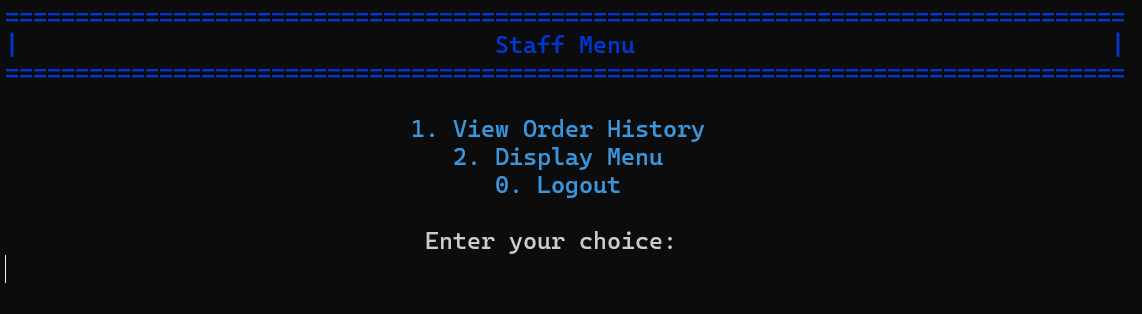 ================================================================================
| Staff Menu |
================================================================================
1. View Order History
2. Display Menu
0. Logout
Enter your choice: